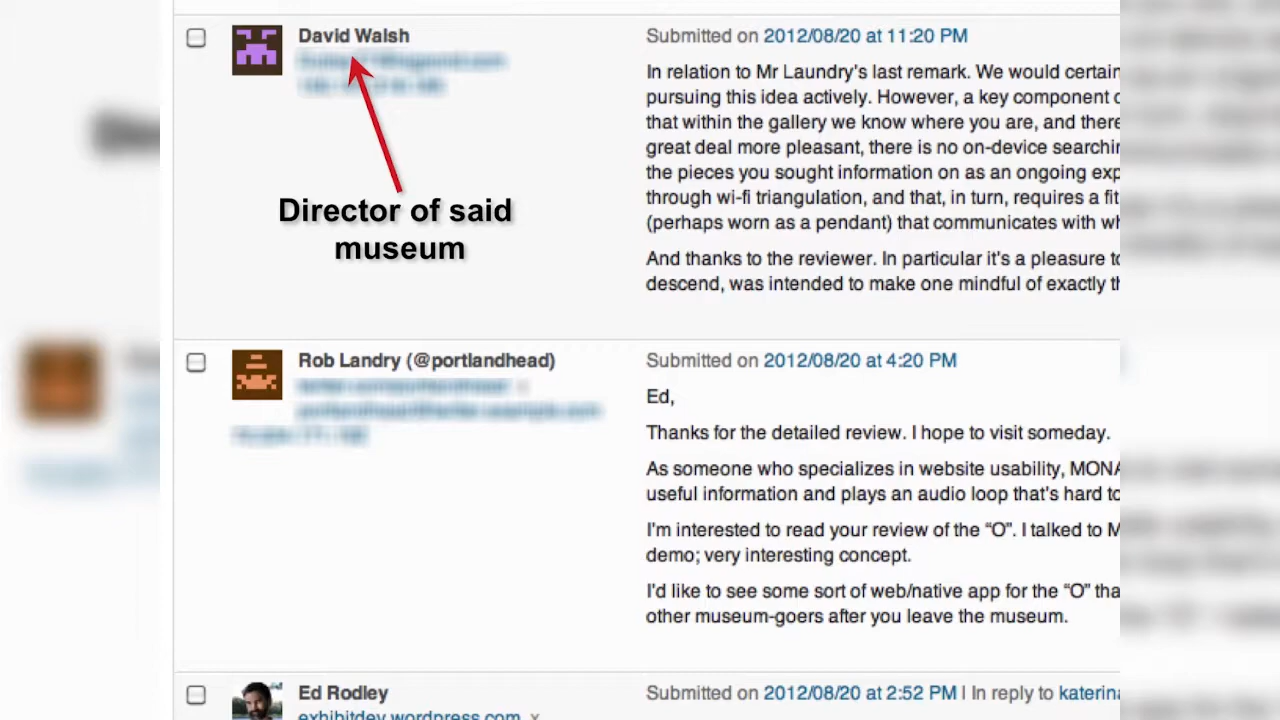 David Walsh
Submitted on 2012/08/20 at 11:20 PM
In relation to Mr Laundry's last remark. We would certain
pursuing this idea actively. However, a key component
that within the gallery we know where you are, and there
great deal more pleasant, there is no on-device searchin
the pieces you sought information on as an ongoing exp
through wi-fi triangulation, and that, in turn, requires a fit
(perhaps worn as a pendant) that communicates with wh
And thanks to the reviewer. In particular it's a pleasure to
descend, was intended to make one mindful of exactly th
Director of said
museum
Rob Landry (@portlandhead)
Submitted on 2012/08/20 at 4:20 PM
Ed,
Thanks for the detailed review. I hope to visit someday.
As someone who specializes in website usability, MONA
useful information and plays an audio loop that's hard to
I'm interested to read your review of the “O”. I talked to M
demo; very interesting concept.
I'd like to see some sort of web/native app for the “O” tha
other museum-goers after you leave the museum.
Ed Rodley
Submitted on 2012/08/20 at 2:52 PM | In reply to katerina
exhibitdev.wordpress.com x